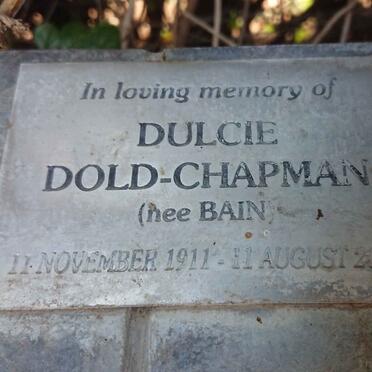 In loving memory of
DULCIE
DOLD-CHAPMAN
(nee BAIN)
11 NOVEMBER 1911 - 11 AUGUST